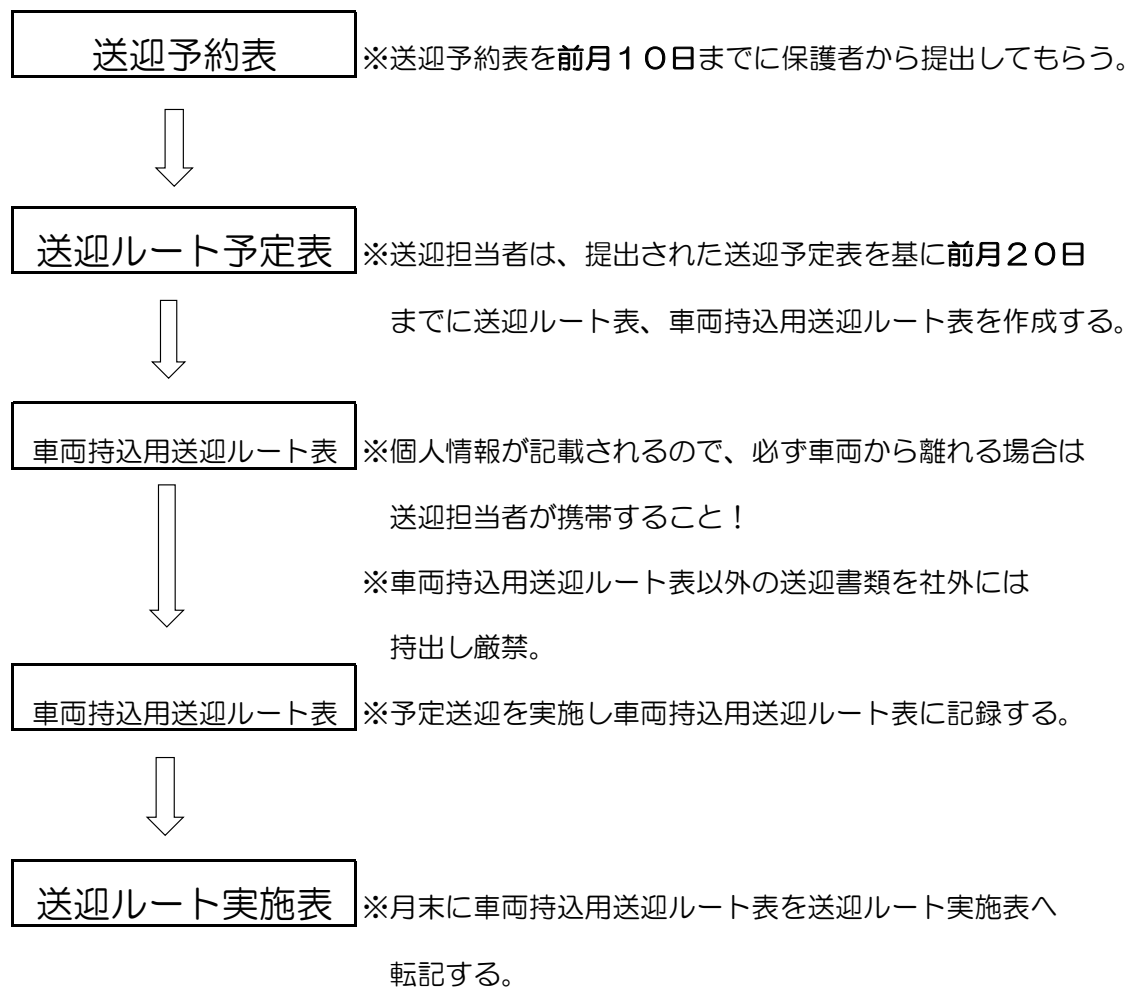 送迎予約表 ※送迎予約表を前月１０日までに保護者から提出してもらう。
送迎ルート予定表 ※送迎担当者は、提出された送迎予定表を基に前月２０日
までに送迎ルート表、車両持込用送迎ルート表を作成する。
車両持込用送迎ルート表 ※個人情報が記載されるので、必ず車両から離れる場合は
送迎担当者が携帯すること！
※車両持込用送迎ルート表以外の送迎書類を社外には
持出し厳禁。
車両持込用送迎ルート表 ※予定送迎を実施し車両持込用送迎ルート表に記録する。
送迎ルート実施表 ※月末に車両持込用送迎ルート表を送迎ルート実施表へ
転記する。